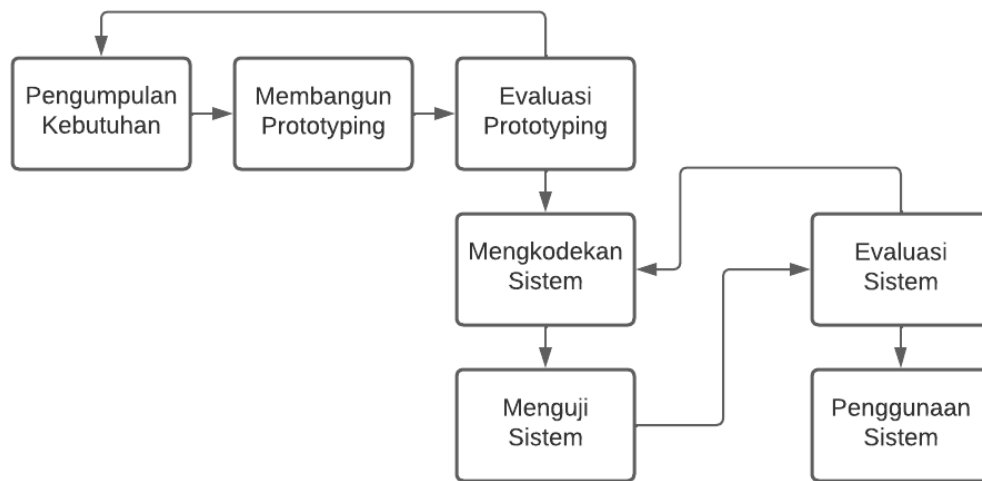 Pengumpulan
Kebutuhan
Membangun
Prototyping
Evaluasi
Prototyping
Mengkodekan
Sistem
Evaluasi
Sistem
Menguji
Sistem
Penggunaan
Sistem